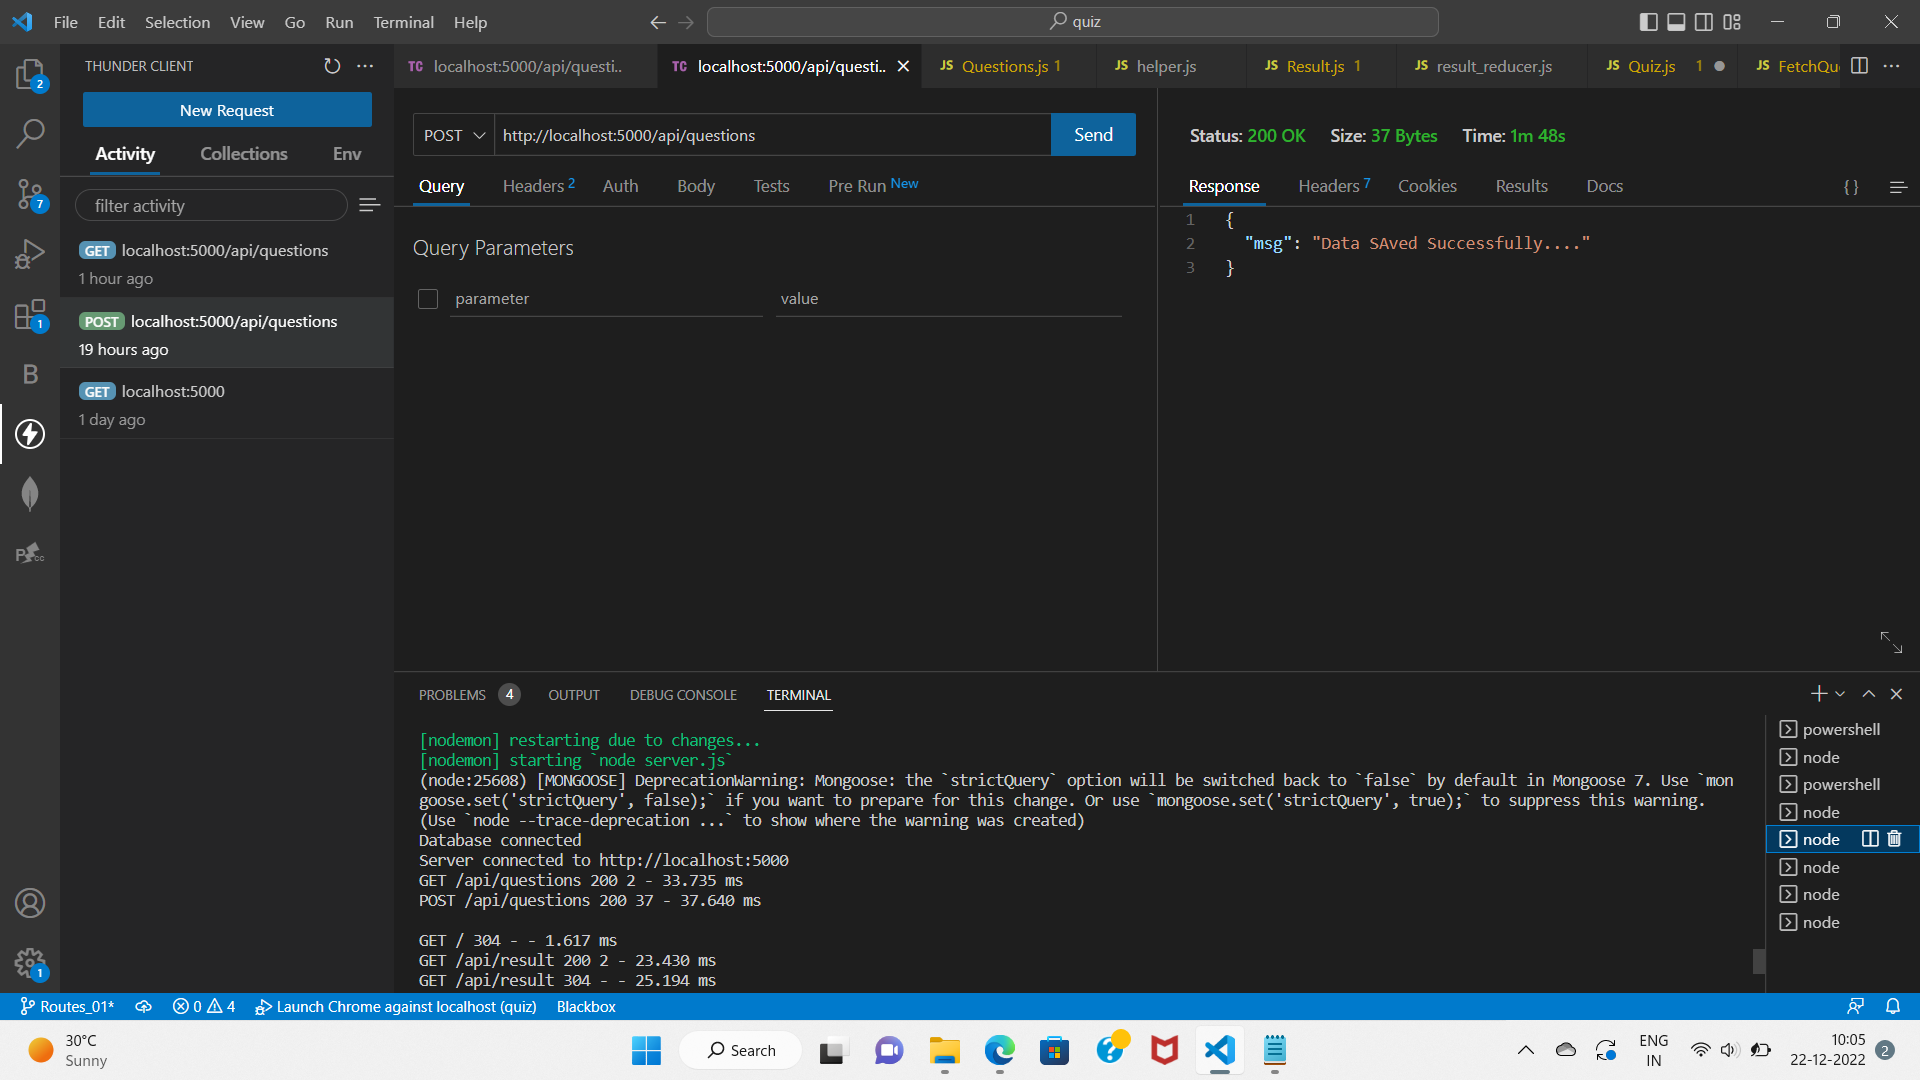 File Edit Selection View Go Run Terminal Help
quiz
THUNDER CLIENT
New Request
Activity Collections Env
filter activity
GET localhost:5000/api/questions
1 hour ago
POST localhost:5000/api/questions
19 hours ago
GET localhost:5000
1 day ago
2
7
1
B
1
TC localhost:5000/api/questi..
TC localhost:5000/api/questi..
JS Questions.js 1
JS helper.js
JS Result.js 1
JS result_reducer.js
JS Quiz.js 1
JS FetchQu
POST http://localhost:5000/api/questions Send
Query Headers 2 Auth Body Tests Pre Run New
Query Parameters
parameter value
Status: 200 OK Size: 37 Bytes Time: 1m 48s
Response Headers 7 Cookies Results Docs { }
1 {
2 "msg": "Data SAved Successfully...."
3 }
PROBLEMS 4 OUTPUT DEBUG CONSOLE TERMINAL
[nodemon] restarting due to changes...
[nodemon] starting `node server.js`
(node:25608) [MONGOOSE] DeprecationWarning: Mongoose: the `strictQuery` option will be switched back to `false` by default in Mongoose 7. Use `mon
goose.set('strictQuery', false);` if you want to prepare for this change. Or use `mongoose.set('strictQuery', true);` to suppress this warning.
(Use `node --trace-deprecation ...` to show where the warning was created)
Database connected
Server connected to http://localhost:5000
GET /api/questions 200 2 - 33.735 ms
POST /api/questions 200 37 - 37.640 ms
GET / 304 - - 1.617 ms
GET /api/result 200 2 - 23.430 ms
GET /api/result 304 - - 25.194 ms
powershell
node
powershell
node
node
node
node
node
Routes_01* 0 4 Launch Chrome against localhost (quiz) Blackbox
30°C
Sunny
Search
ENG
IN
10:05
22-12-2022
2